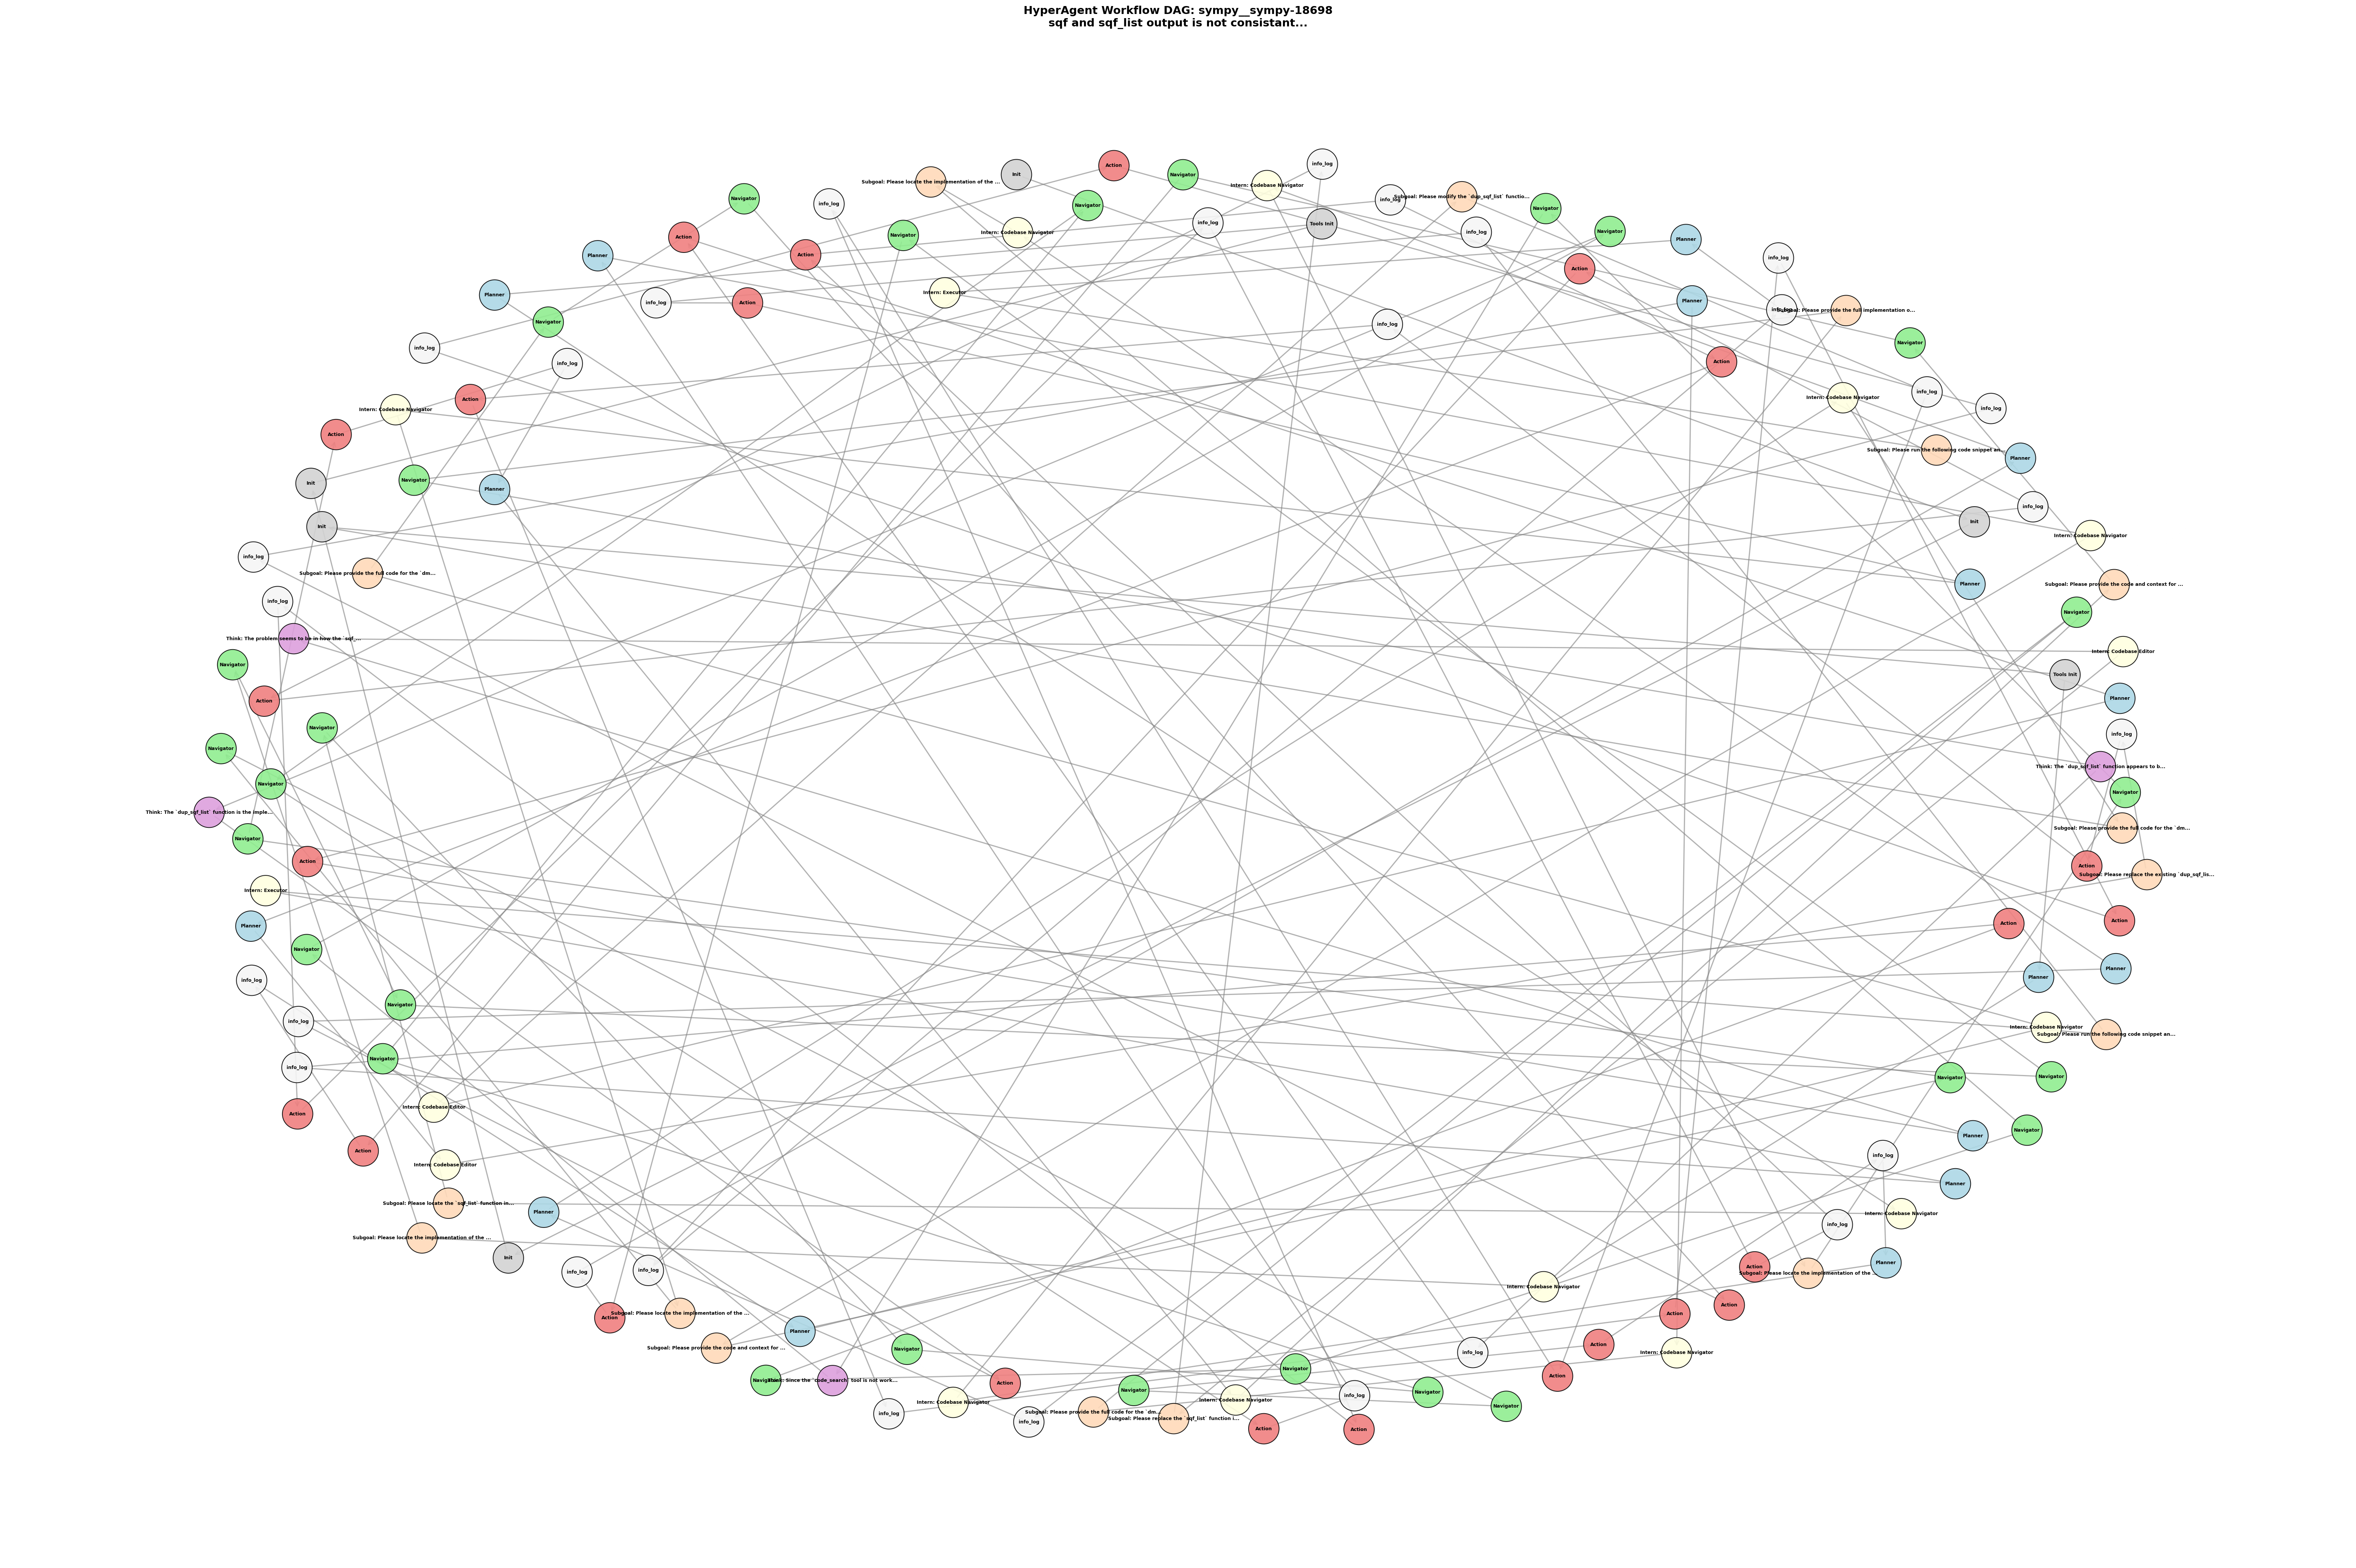 HyperAgent Workflow DAG: sympy__sympy-18698
sqf and sqf_list output is not consistant...
info_log
Action
Navigator
Init
Subgoal: Please locate the implementation of the ...
Intern: Codebase Navigator
Navigator
info_log
Subgoal: Please modify the `dup_sqf_list` functio...
info_log
Navigator
Navigator
info_log
Tools Init
Intern: Codebase Navigator
info_log
Navigator
Navigator
Action
Planner
Action
Planner
Action
info_log
Action
Planner
Intern: Executor
Planner
info_log
Action
info_log
Subgoal: Please provide the full implementation o...
Navigator
info_log
Navigator
info_log
Action
info_log
info_log
Action
Intern: Codebase Navigator
Intern: Codebase Navigator
info_log
Action
Subgoal: Please run the following code snippet an...
Planner
Navigator
Init
Planner
info_log
Init
Init
Intern: Codebase Navigator
info_log
Subgoal: Please provide the full code for the `dm...
Planner
Subgoal: Please provide the code and context for ...
info_log
Navigator
Think: The problem seems to be in how the `sqf_...
Intern: Codebase Editor
Navigator
Tools Init
Action
Planner
Navigator
info_log
Navigator
Think: The `dup_sqf_list` function appears to b...
Navigator
Navigator
Think: The `dup_sqf_list` function is the imple...
Subgoal: Please provide the full code for the `dm...
Navigator
Action
Action
Subgoal: Please replace the existing `dup_sqf_lis...
Intern: Executor
Planner
Action
Action
Navigator
Planner
info_log
Planner
Navigator
info_log
Intern: Codebase Navigator
Subgoal: Please run the following code snippet an...
Navigator
info_log
Navigator
Navigator
Action
Intern: Codebase Editor
Navigator
Planner
Action
info_log
Intern: Codebase Editor
Planner
Subgoal: Please locate the `sqf_list` function in...
Planner
Intern: Codebase Navigator
info_log
Subgoal: Please locate the implementation of the ...
Init
info_log
info_log
Action
Subgoal: Please locate the implementation of the ...
Planner
Intern: Codebase Navigator
Action
Action
Subgoal: Please locate the implementation of the ...
Action
Planner
Subgoal: Please provide the code and context for ...
Navigator
Action
info_log
Intern: Codebase Navigator
Navigator
Think: Since the `code_search` tool is not work...
Action
Navigator
Action
Navigator
Navigator
info_log
Intern: Codebase Navigator
Intern: Codebase Navigator
Navigator
info_log
Subgoal: Please provide the full code for the `dm...
Subgoal: Please replace the `sqf_list` function i...
info_log
Action
Action